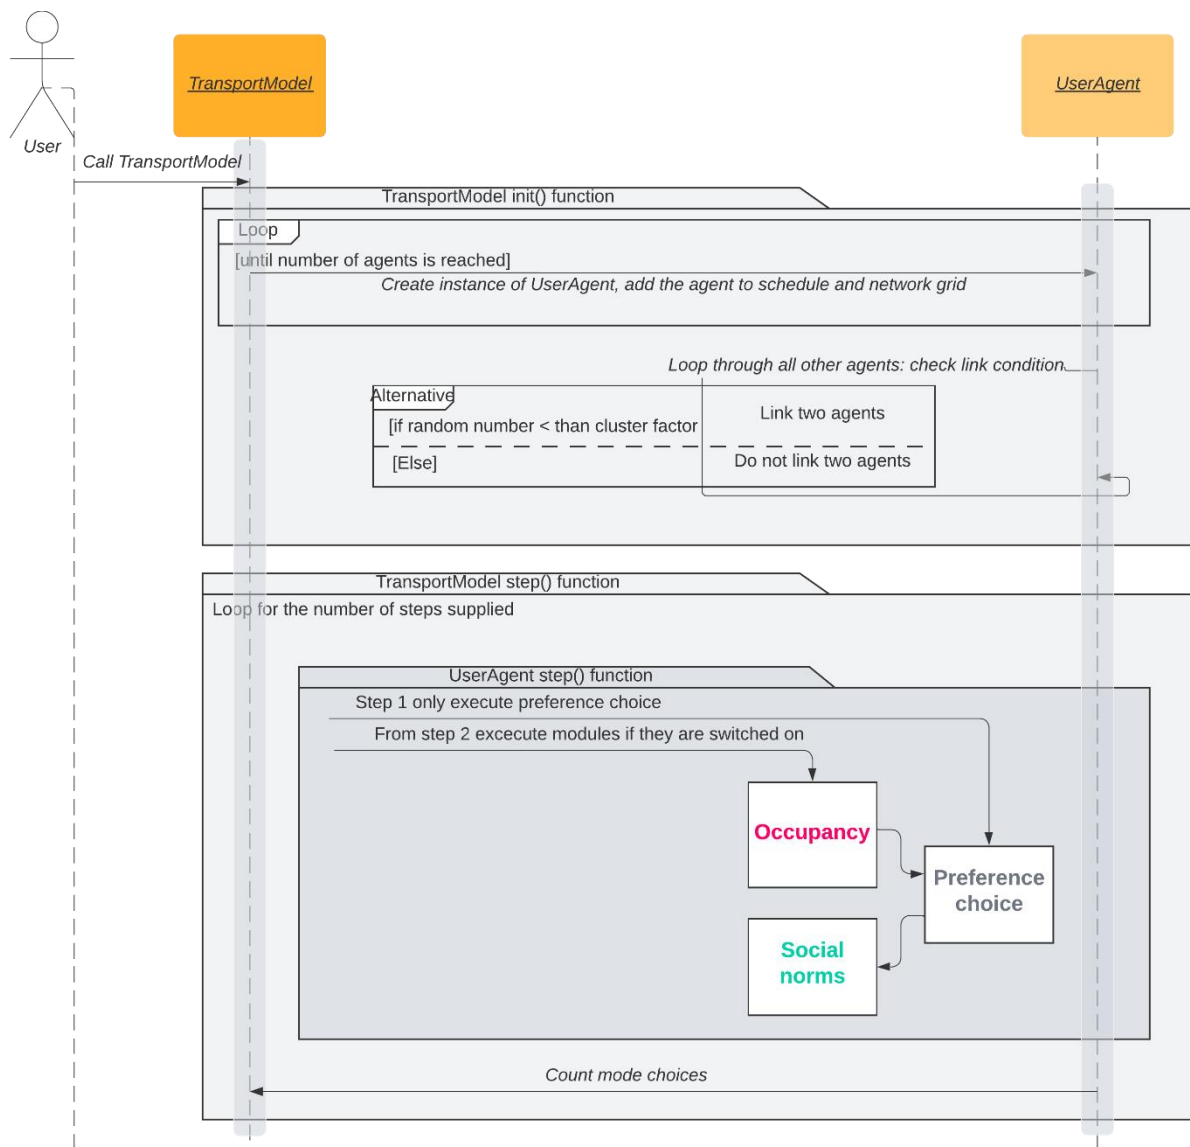 TransportModel
UserAgent
User
Call TransportModel
TransportModel init() function
Loop
[until number of agents is reached]
Create instance of UserAgent, add the agent to schedule and network grid
Loop through all other agents: check link condition
Alternative
[if random number < than cluster factor
Link two agents
[Else]
Do not link two agents
TransportModel step() function
Loop for the number of steps supplied
UserAgent step() function
Step 1 only execute preference choice
From step 2 excecute modules if they are switched on
Occupancy
Preference
choice
Social
norms
Count mode choices